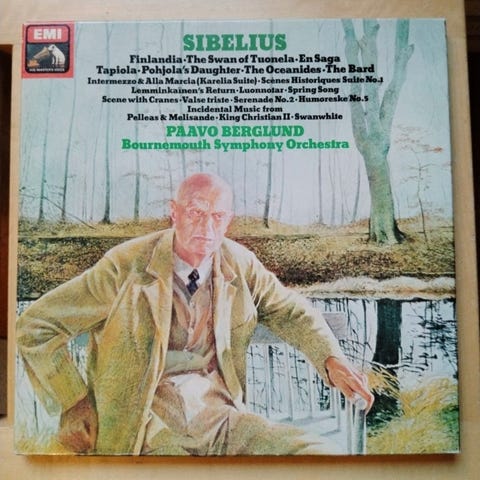 EMI
HIS MASTER'S VOICE
SIBELIUS
Finlandia·The Swan of Tuonela·En Saga
Tapiola·Pohjola's Daughter·The Oceanides·The Bard
Intermezzo & Alla Marcia (Karelia Suite)·Scènes Historiques Suite No.1
Lemminkainen's Return·Luonnotar·Spring Song
Scene with Cranes·Valse triste·Serenade No.2·Humoreske No.5
Incidental Music from
Pelleas & Melisande·King Christian II·Swanwhite
PAAVO BERGLUND
Bournemouth Symphony Orchestra